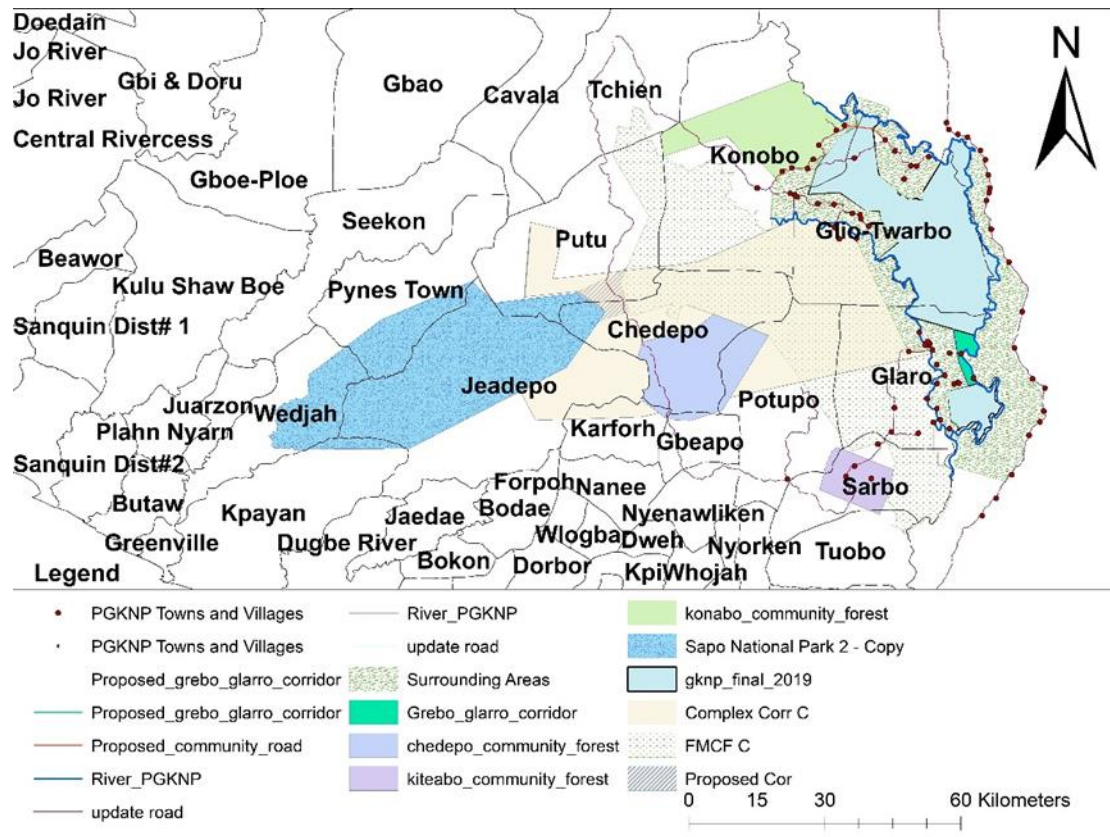 Doedain
Jo River
Gbi & Doru
Gbao
Cavala
Tchien
N
Jo River
Central Rivercess
Gboe-Ploe
Konobo
Seekon
Putu
Glio-Twarbo
Beawor
Kulu Shaw Boe
Pynes Town
Sanquin Dist# 1
Chedepo
Jeadepo
Glaro
Juarzon
Wedjah
Potupo
Plahn Nyarn
Karforh
Gbeapo
Sanquin Dist#2
Forpoh
Nanee
Sarbo
Butaw
Kpayan
Jaedae
Bodae
Nyenawliken
Greenville
Dugbe River
Wlogba
Dweh
Nyorken
Tuobo
Bokon
Dorbor
Kpi
Whojah
Legend
PGKNP Towns and Villages
PGKNP Towns and Villages
Proposed_grebo_glarro_corridor
Proposed_grebo_glarro_corridor
Proposed_community_road
River_PGKNP
update road
River_PGKNP
update road
Surrounding Areas
Grebo_glarro_corridor
chedepo_community_forest
kiteabo_community_forest
konabo_community_forest
Sapo National Park 2 - Copy
gknp_final_2019
Complex Corr C
FMCF C
Proposed Cor
0 15 30 60 Kilometers